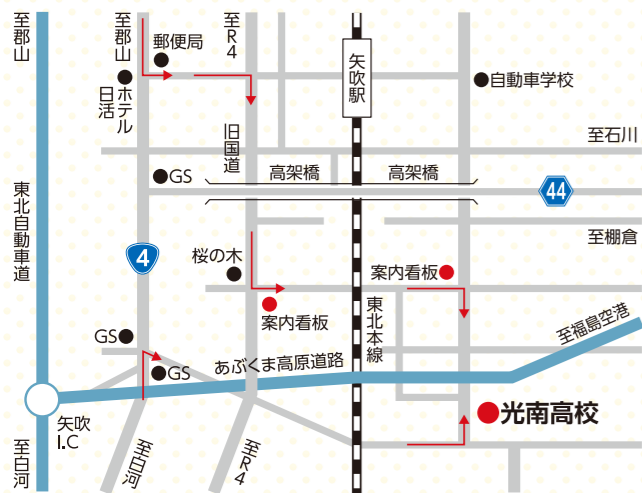 至郡山
至郡山
郵便局
至R4
矢吹駅
自動車学校
ホテル
日活
旧国道
至石川
GS
高架橋
高架橋
44
東北自動車道
4
桜の木
案内看板
至棚倉
案内看板
東北本線
至福島空港
GS
GS
あぶくま高原道路
矢吹
I.C
光南高校
至白河
至白河
至R4